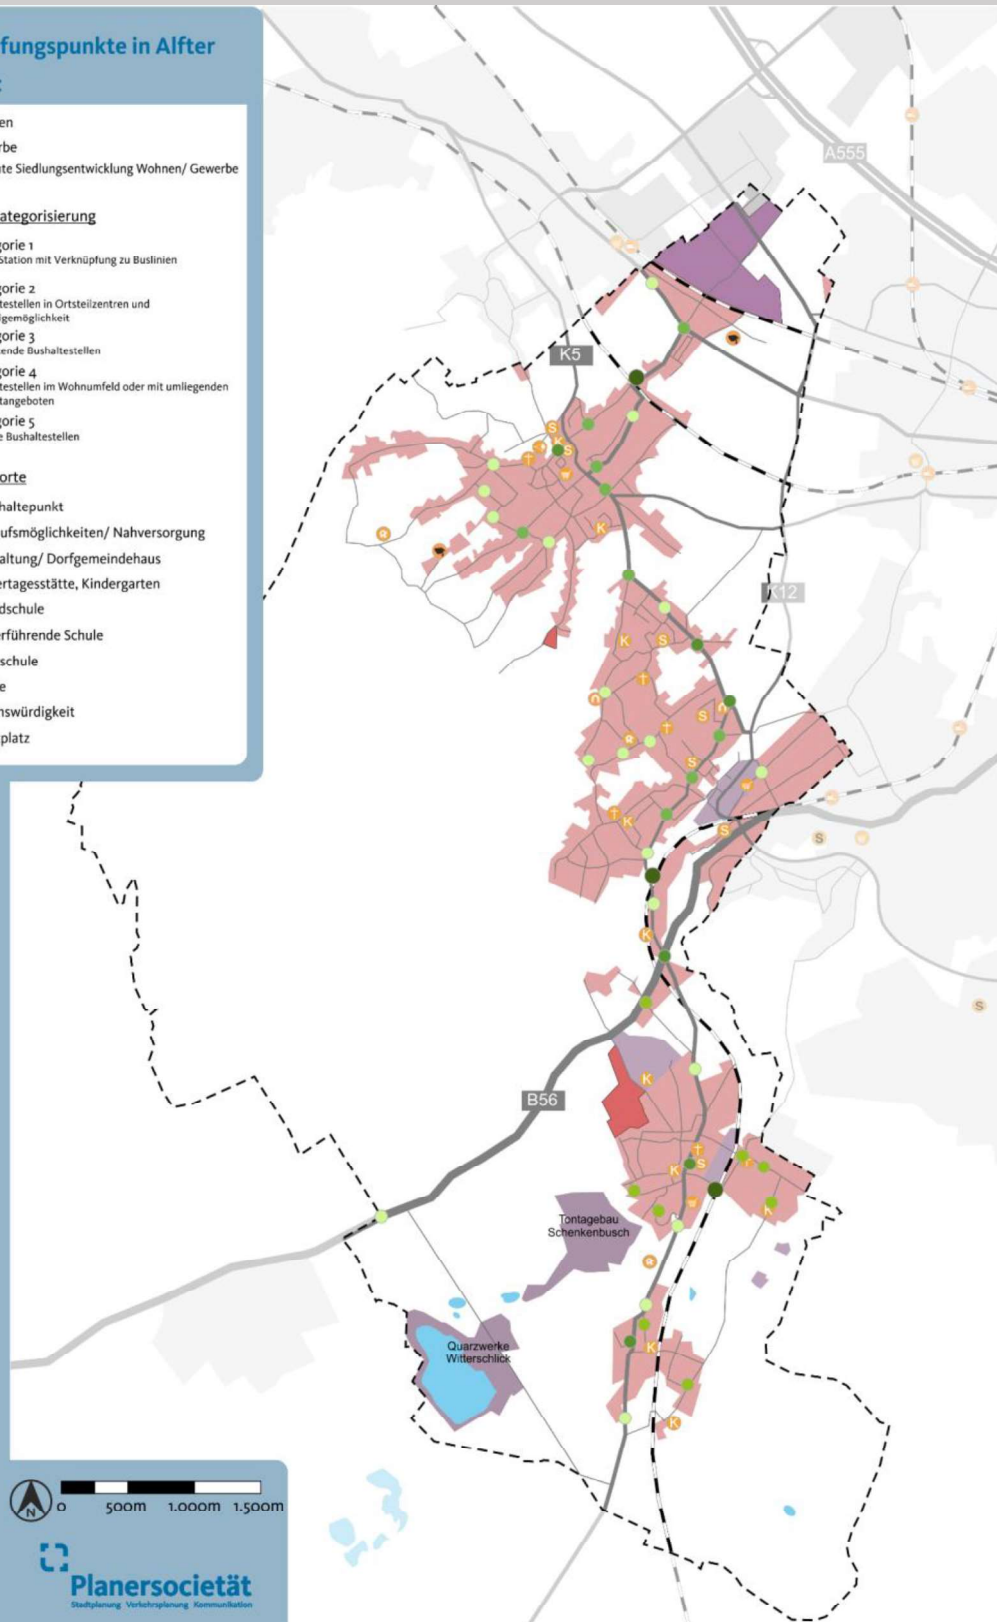 fungspunkte in Alfter
:
en
rbe
te Siedlungsentwicklung Wohnen/ Gewerbe
ategorisierung
gorie 1
Station mit Verknüpfung zu Buslinien
gorie 2
testellen in Ortsteilzentren und
igemöglichkeit
gorie 3
tende Bushaltestellen
gorie 4
testellen im Wohnumfeld oder mit umliegenden
tangeboten
gorie 5
e Bushaltestellen
orte
haltepunkt
ufsmöglichkeiten/ Nahversorgung
altung/ Dorfgemeindehaus
ertagesstätte, Kindergarten
dschule
erführende Schule
schule
e
nswürdigkeit
platz
A555
K5
K12
B56
Tontagebau
Schenkenbusch
Quarzwerke
Witterschlick
N
0 500m 1.000m 1.500m
Planersocietät
Stadtplanung Verkehrsplanung Kommunikation